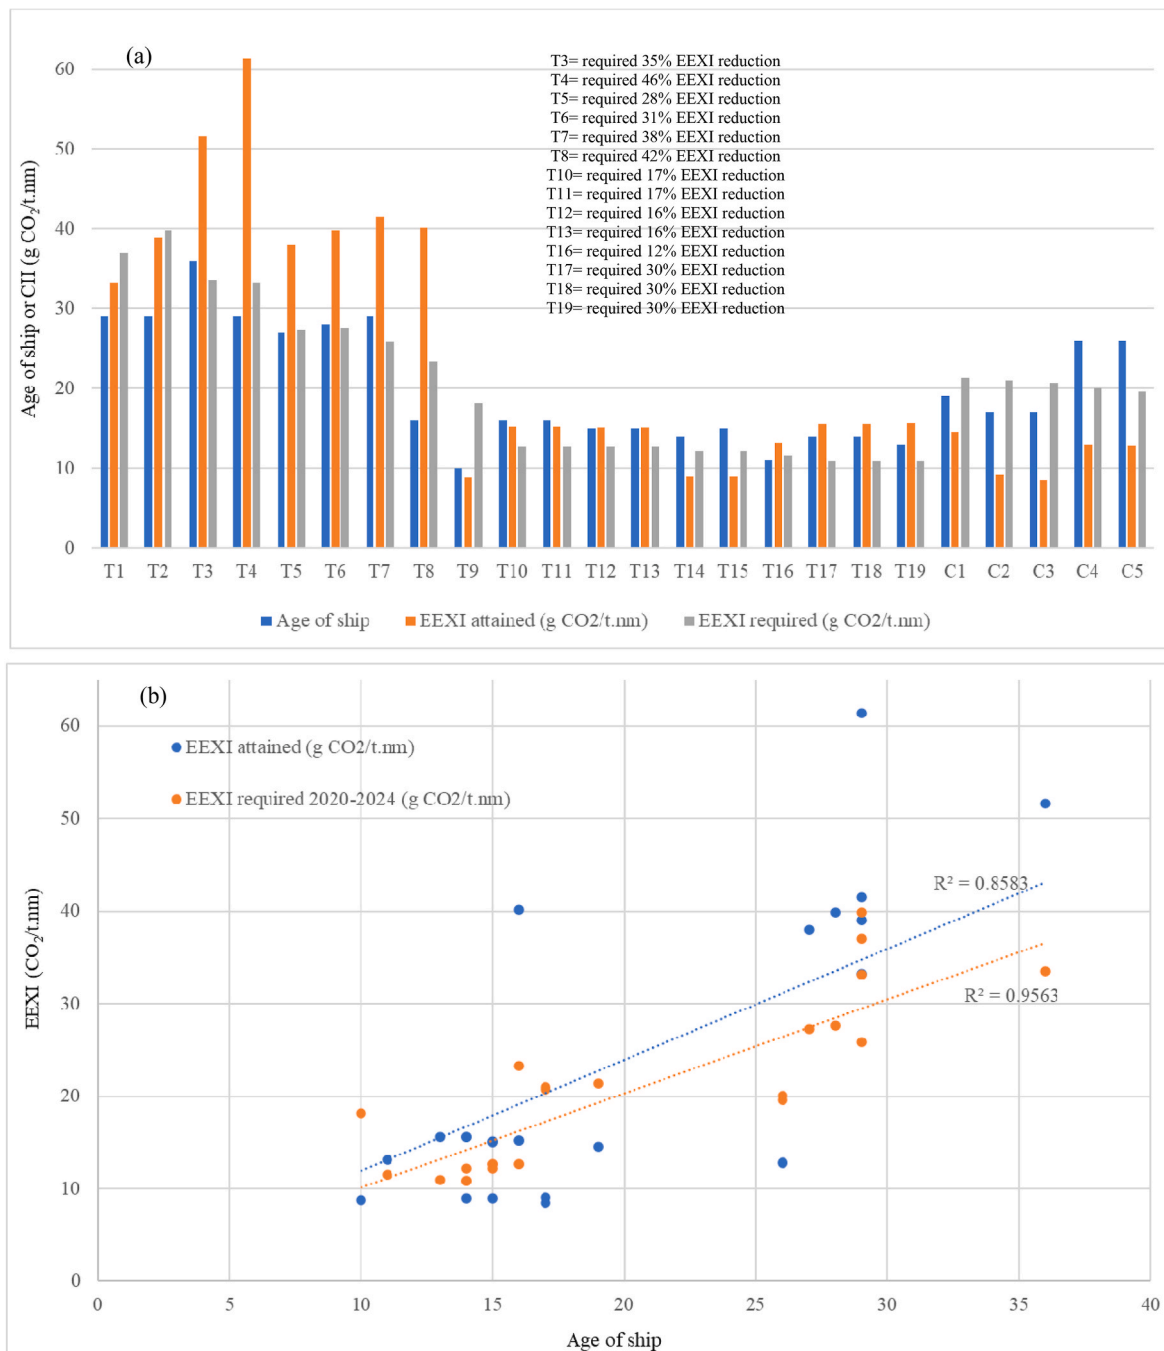 (a)
T3= required 35% EEXI reduction
T4= required 46% EEXI reduction
T5= required 28% EEXI reduction
T6= required 31% EEXI reduction
T7= required 38% EEXI reduction
T8= required 42% EEXI reduction
T10= required 17% EEXI reduction
T11= required 17% EEXI reduction
T12= required 16% EEXI reduction
T13= required 16% EEXI reduction
T16= required 12% EEXI reduction
T17= required 30% EEXI reduction
T18= required 30% EEXI reduction
T19= required 30% EEXI reduction
Age of ship or CII (g CO₂/t.nm)
60
50
40
30
20
10
0
T1 T2 T3 T4 T5 T6 T7 T8 T9 T10 T11 T12 T13 T14 T15 T16 T17 T18 T19 C1 C2 C3 C4 C5
Age of ship EEXI attained (g CO2/t.nm) EEXI required (g CO2/t.nm)
(b)
EEXI attained (g CO2/t.nm)
EEXI required 2020-2024 (g CO2/t.nm)
R² = 0.8583
R² = 0.9563
EEXI (CO₂/t.nm)
60
50
40
30
20
10
0
0 5 10 15 20 25 30 35 40
Age of ship